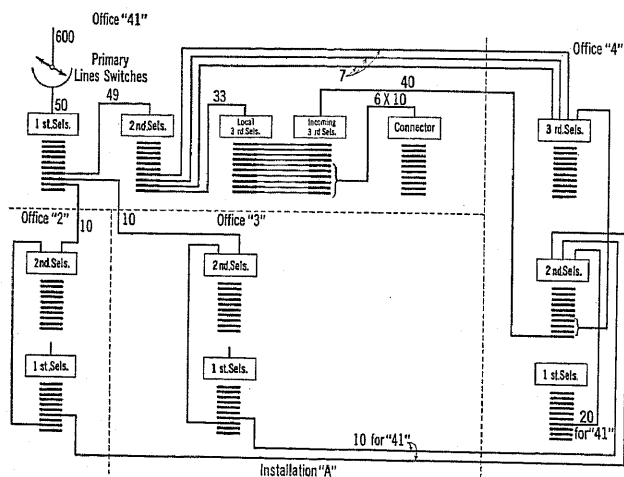 Office "41"
600
Primary
Lines Switches
50
49
33
7
40
6 X 10
Office "4"
1 st. Sels.
2nd. Sels.
Local
3 rd. Sels.
Incoming
3 rd. Sels.
Connector
3 rd. Sels.
Office "2"
10
10
Office "3"
2nd. Sels.
2nd. Sels.
2nd. Sels.
1 st. Sels.
1 st. Sels.
1 st. Sels.
20
for "41"
10 for "41"
Installation "A"